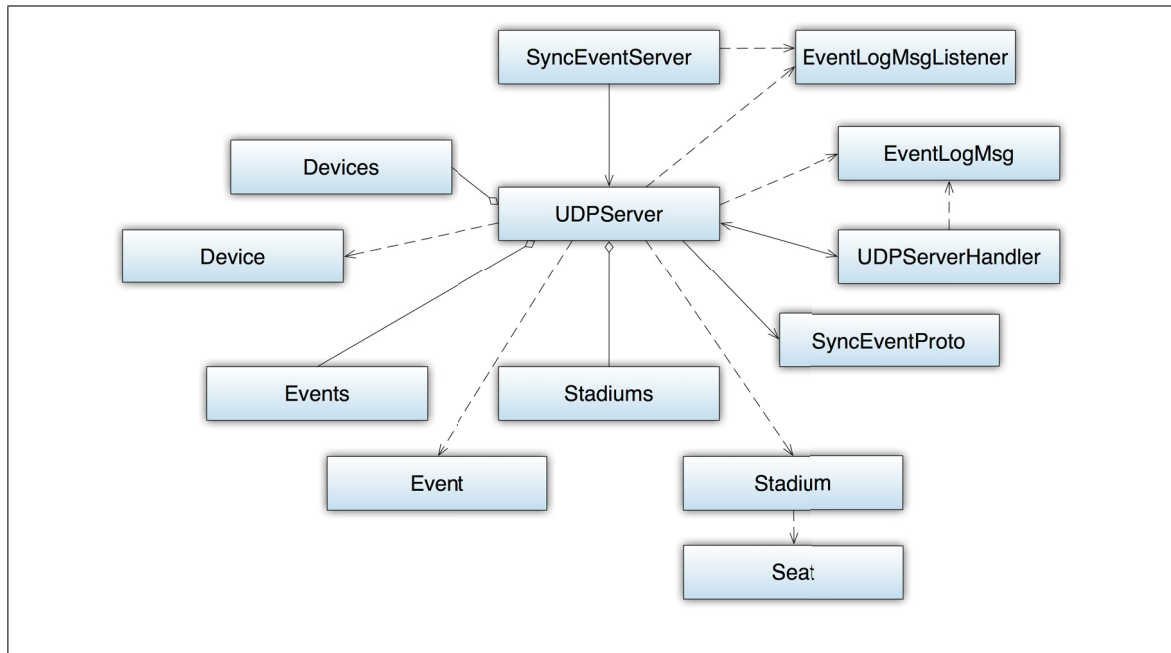 SyncEventServer
EventLogMsgListener
Devices
EventLogMsg
UDPServer
Device
UDPServerHandler
SyncEventProto
Events
Stadiums
Event
Stadium
Seat